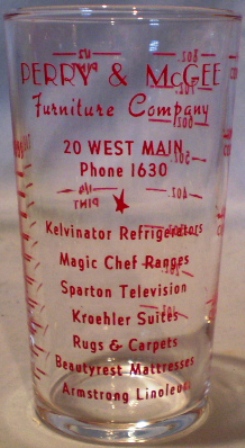 PERRY & McGEE
Furniture Company
20 WEST MAIN
Phone 1630
Kelvinator Refrigerators
Magic Chef Ranges
Sparton Television
Kroehler Suites
Rugs & Carpets
Beautyrest Mattresses
Armstrong Linoleum